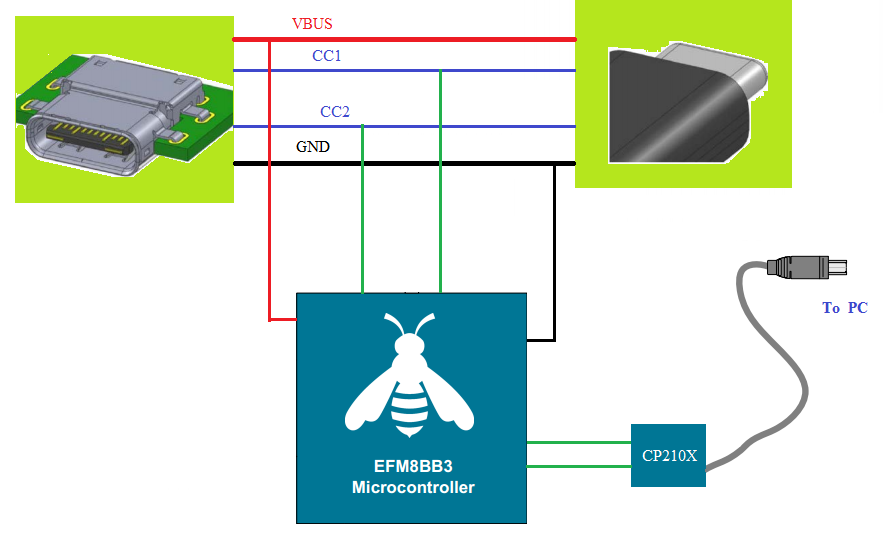 VBUS
CC1
CC2
GND
To PC
EFM8BB3
Microcontroller
CP210X